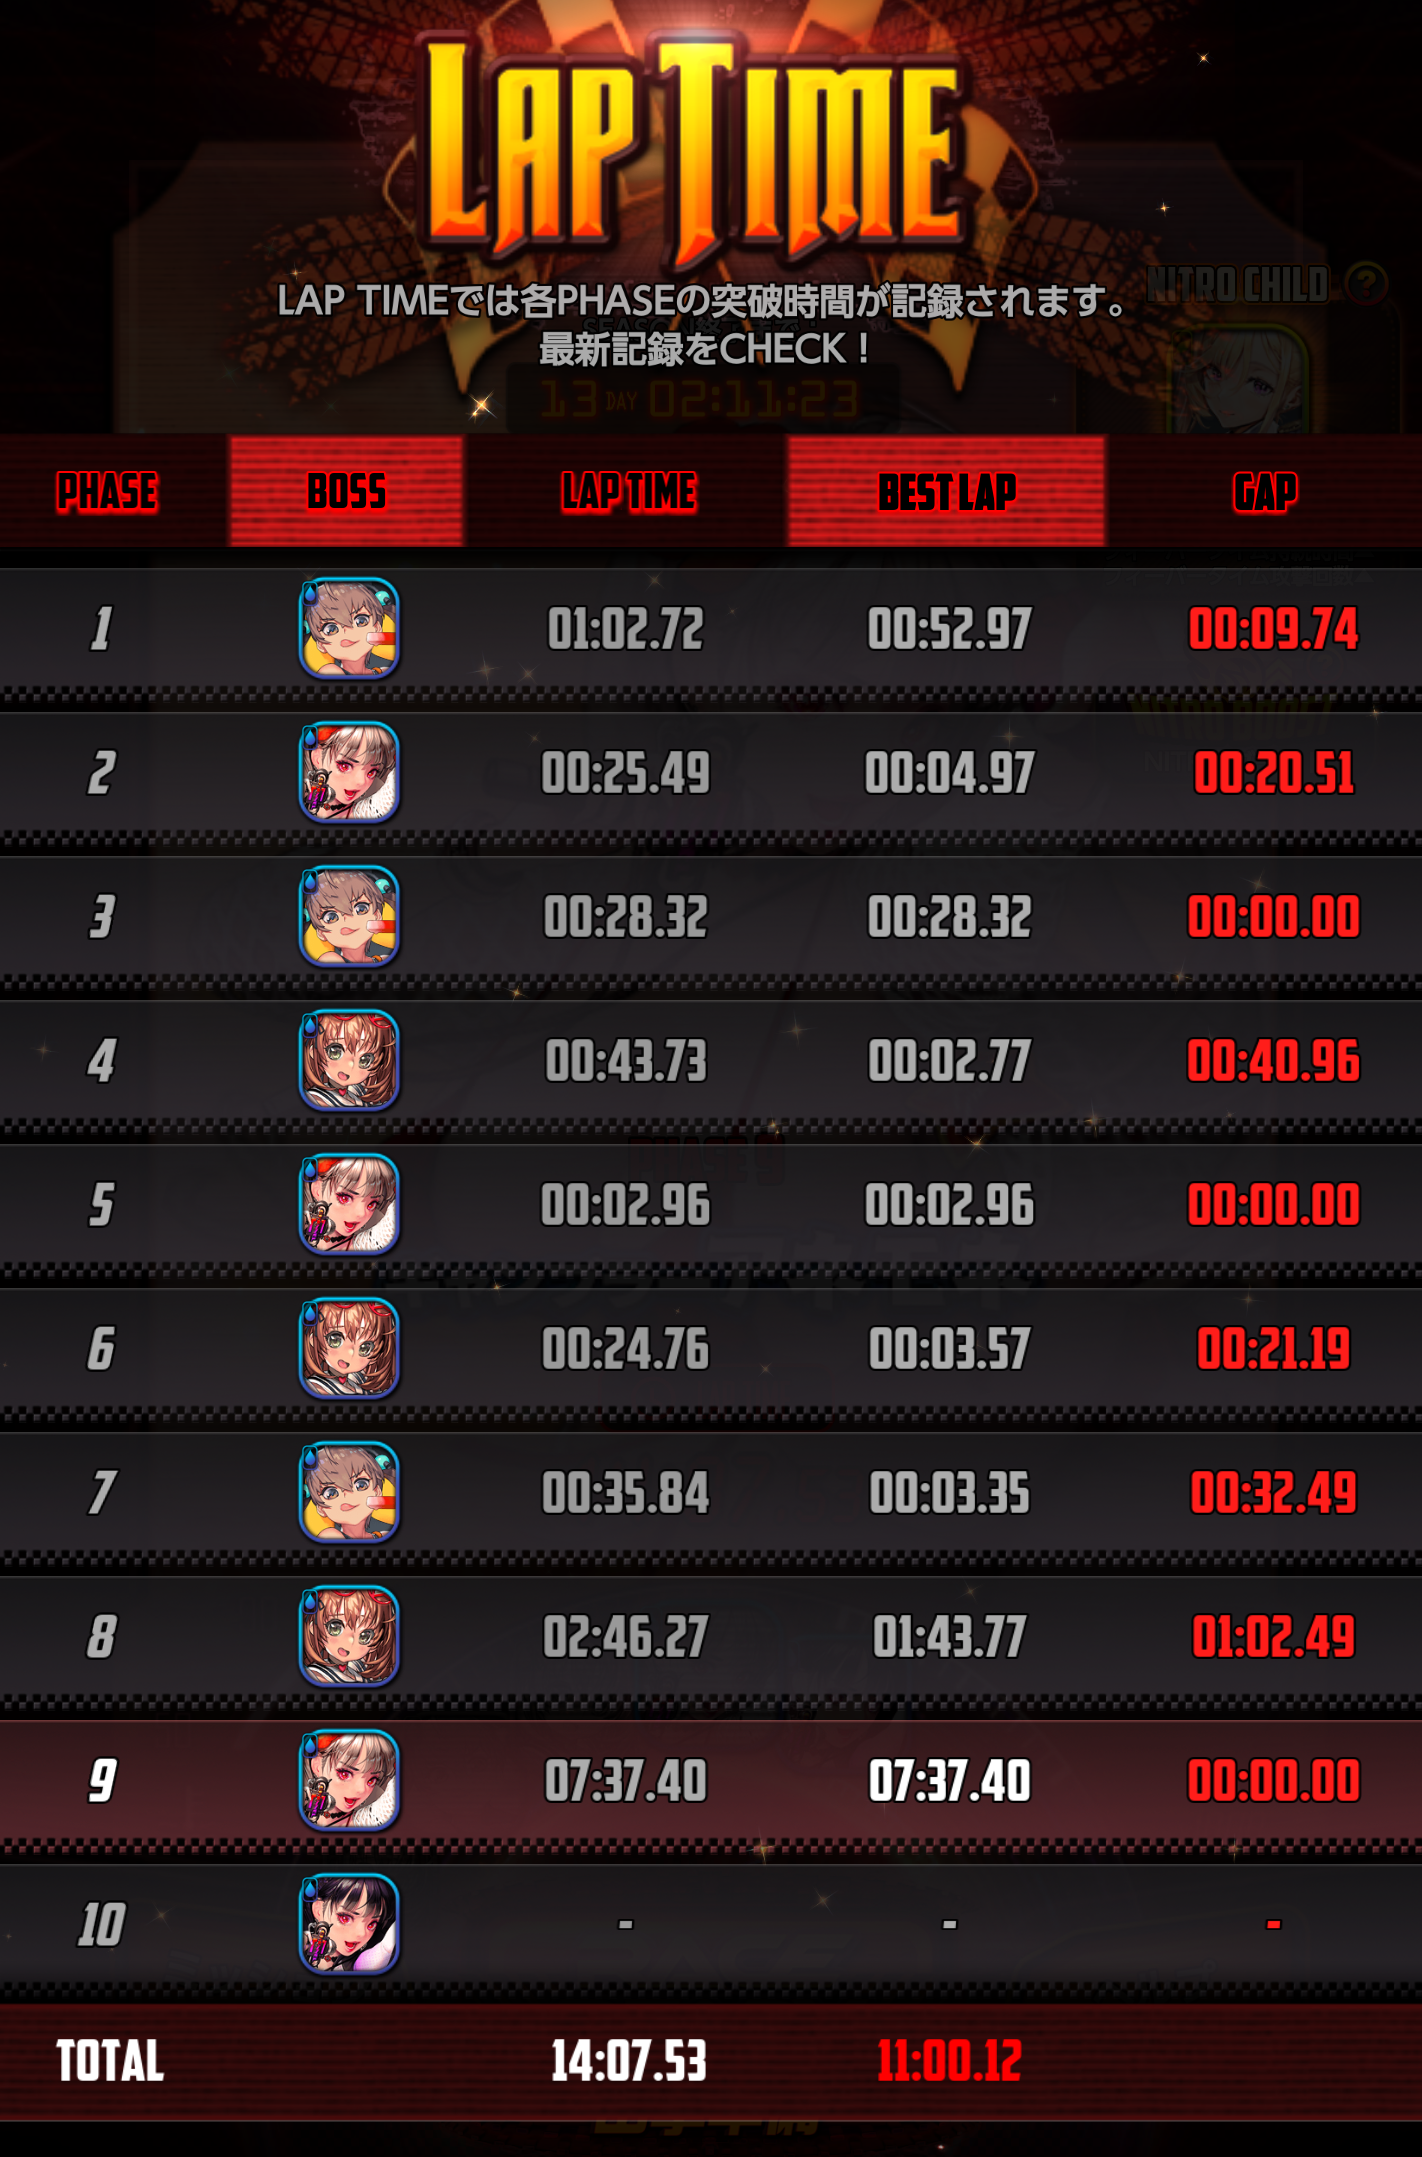 LAP TIME
LAP TIMEでは各PHASEの突破時間が記録されます。
最新記録をCHECK！
NITRO CHILD ?
13 DAY 02:11:23
PHASE BOSS LAP TIME BEST LAP GAP
1 01:02.72 00:52.97 00:09.74
2 00:25.49 00:04.97 00:20.51
3 00:28.32 00:28.32 00:00.00
4 00:43.73 00:02.77 00:40.96
5 00:02.96 00:02.96 00:00.00
6 00:24.76 00:03.57 00:21.19
7 00:35.84 00:03.35 00:32.49
8 02:46.27 01:43.77 01:02.49
9 07:37.40 07:37.40 00:00.00
10 - - -
TOTAL 14:07.53 11:00.12